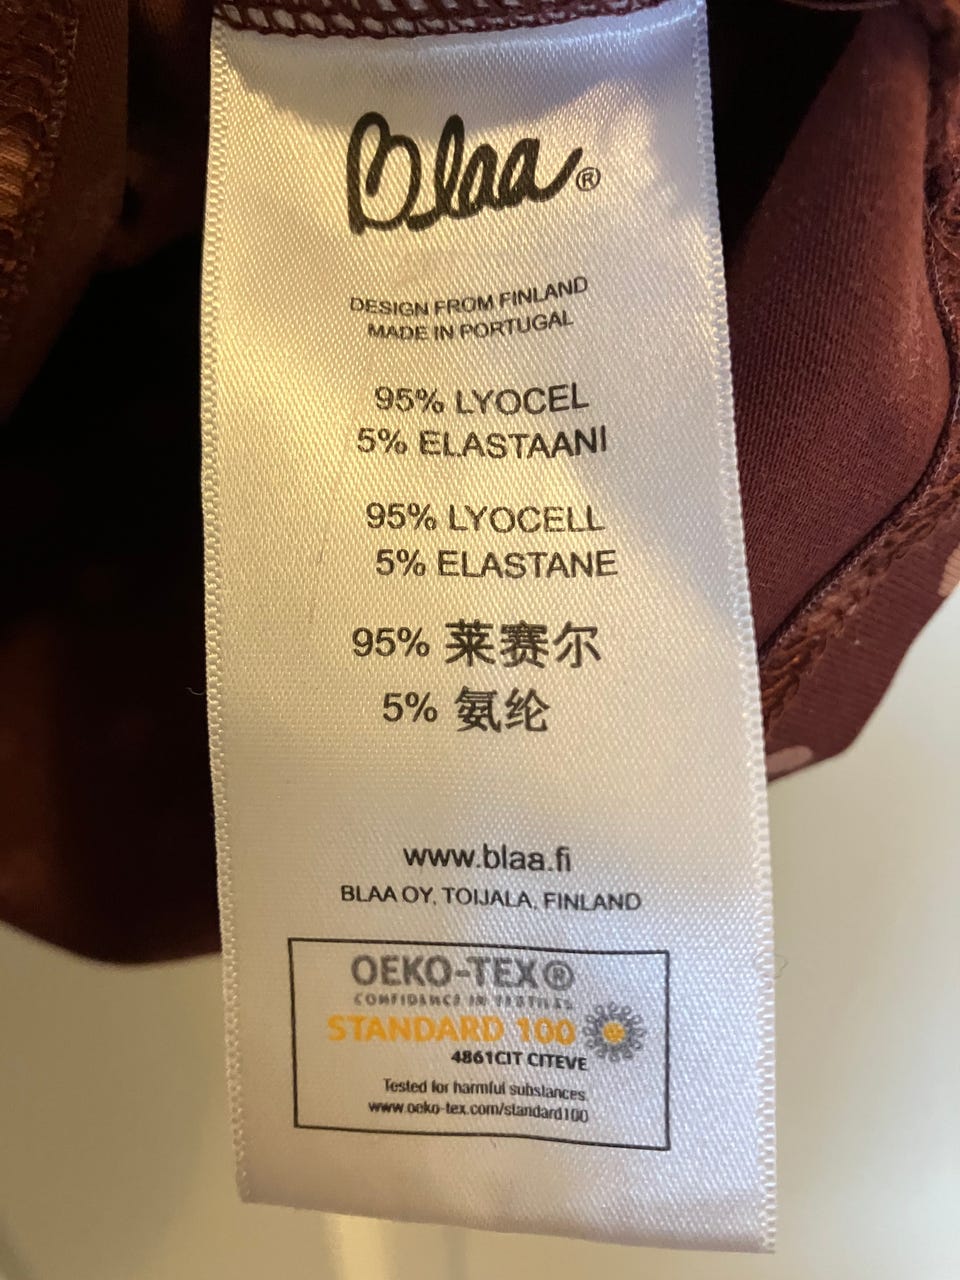 Blaa®
DESIGN FROM FINLAND
MADE IN PORTUGAL
95% LYOCEL
5% ELASTAANI
95% LYOCELL
5% ELASTANE
95% 莱赛尔
5% 氨纶
www.blaa.fi
BLAA OY, TOIJALA, FINLAND
OEKO-TEX®
CONFIDENCE IN TEXTILES
STANDARD 100
4861CIT CITEVE
Tested for harmful substances
www.oeko-tex.com/standard100